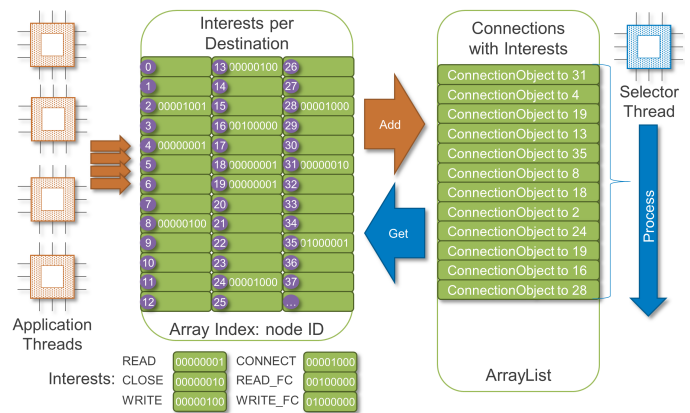 Interests per
Destination
0
13 00000100
26
1
14
27
2 00001001
15
28 00001000
3
16 00100000
29
4 00000001
17
30
5
18 00000001
31 00000010
6
19 00000001
32
7
20
33
8 00000100
21
34
9
22
35 01000001
10
23
36
11
24 00001000
37
12
25
...
Array Index: node ID
Application
Threads
Add
Get
Connections
with Interests
ConnectionObject to 31
ConnectionObject to 4
ConnectionObject to 19
ConnectionObject to 13
ConnectionObject to 35
ConnectionObject to 8
ConnectionObject to 18
ConnectionObject to 2
ConnectionObject to 24
ConnectionObject to 19
ConnectionObject to 16
ConnectionObject to 28
ArrayList
Selector
Thread
Process
Interests:
READ 00000001 CONNECT 00001000
CLOSE 00000010 READ_FC 00100000
WRITE 00000100 WRITE_FC 01000000